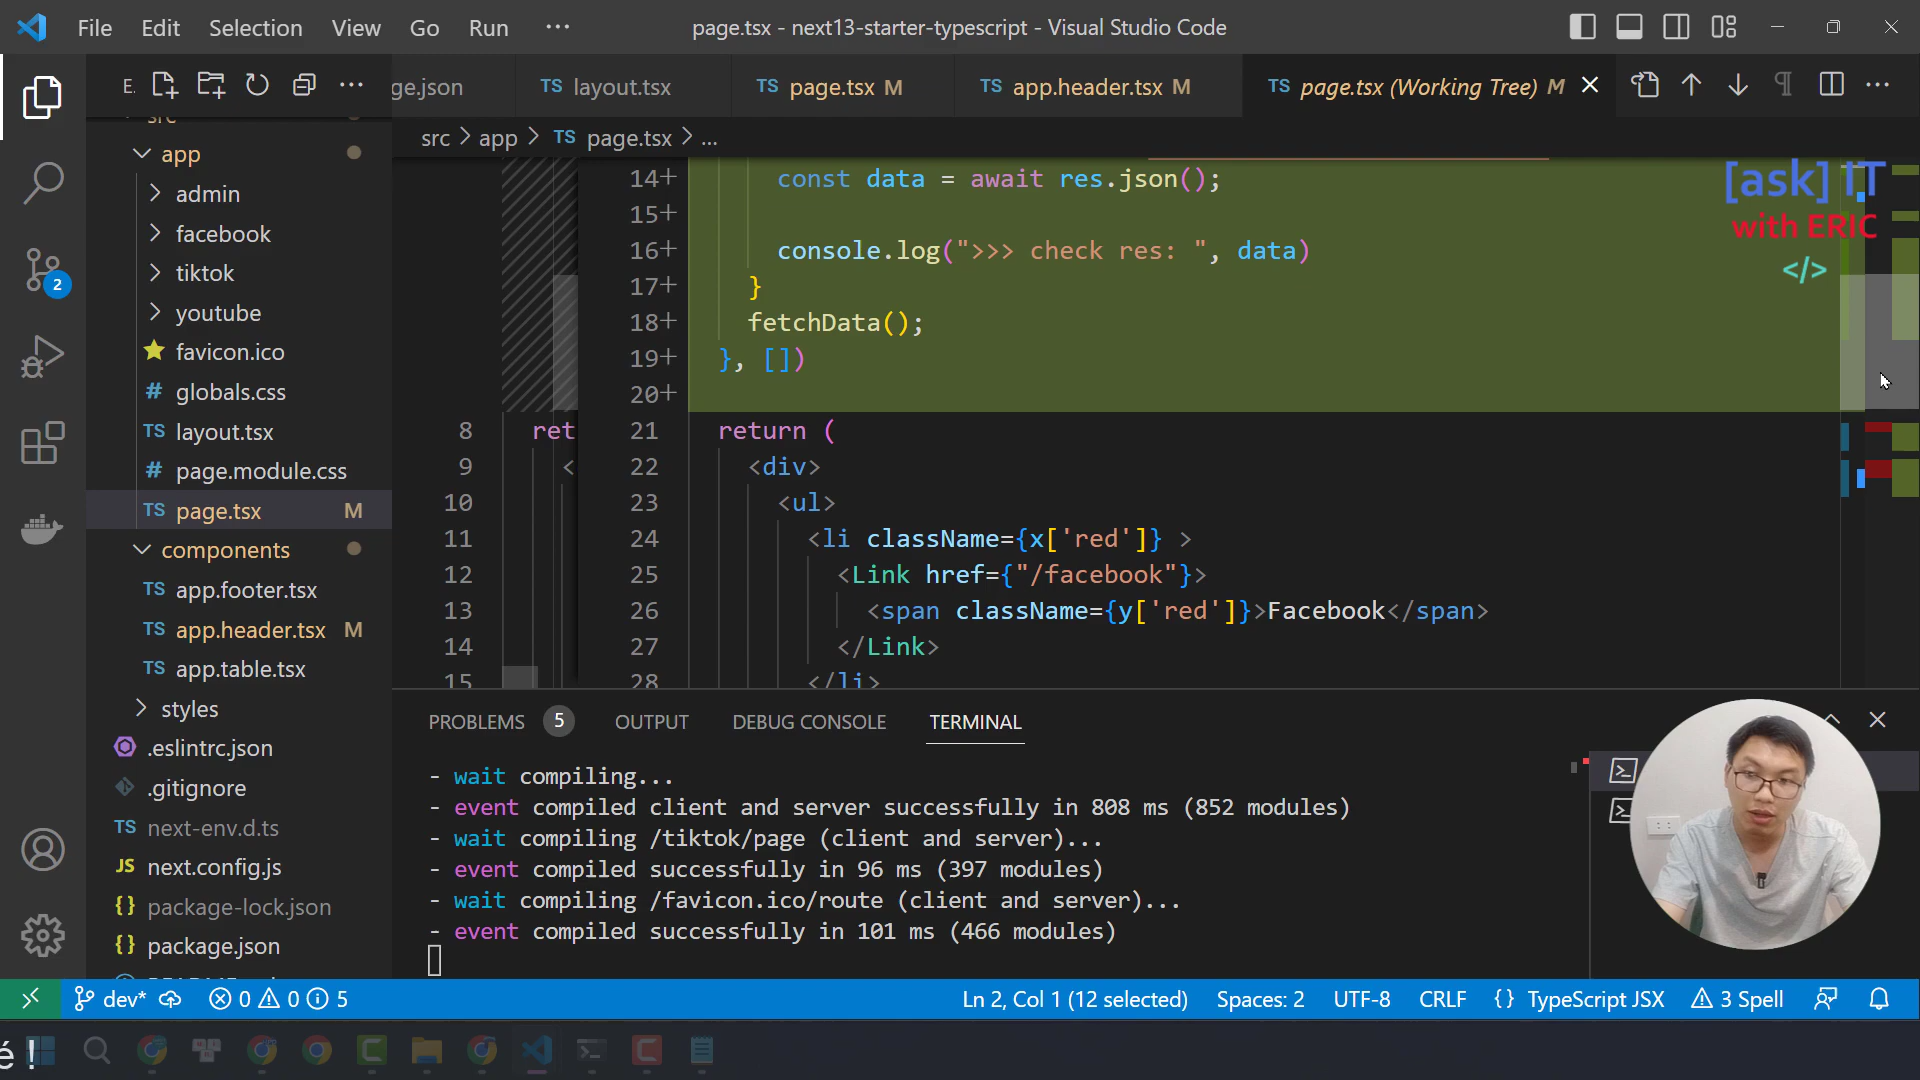 File Edit Selection View Go Run ··· page.tsx - next13-starter-typescript - Visual Studio Code
E. ge.json TS layout.tsx TS page.tsx M TS app.header.tsx M TS page.tsx (Working Tree) M
src > app > TS page.tsx > ...
src
app
admin
facebook
tiktok
youtube
favicon.ico
# globals.css
TS layout.tsx
# page.module.css
TS page.tsx M
components
TS app.footer.tsx
TS app.header.tsx M
TS app.table.tsx
styles
.eslintrc.json
.gitignore
TS next-env.d.ts
JS next.config.js
{} package-lock.json
{} package.json
2
14+ const data = await res.json();
15+
16+ console.log(">>> check res: ", data)
17+ }
18+ fetchData();
19+ }, [])
20+
8 ret 21 return (
9 < 22 <div>
10 23 <ul>
11 24 <li className={x['red']} >
12 25 <Link href={"/facebook"}>
13 26 <span className={y['red']}>Facebook</span>
14 27 </Link>
15 28 </li>
[ask] IT
with ERIC
</>
PROBLEMS 5 OUTPUT DEBUG CONSOLE TERMINAL
- wait compiling...
- event compiled client and server successfully in 808 ms (852 modules)
- wait compiling /tiktok/page (client and server)...
- event compiled successfully in 96 ms (397 modules)
- wait compiling /favicon.ico/route (client and server)...
- event compiled successfully in 101 ms (466 modules)
dev* 0 0 5 Ln 2, Col 1 (12 selected) Spaces: 2 UTF-8 CRLF {} TypeScript JSX 3 Spell
é !